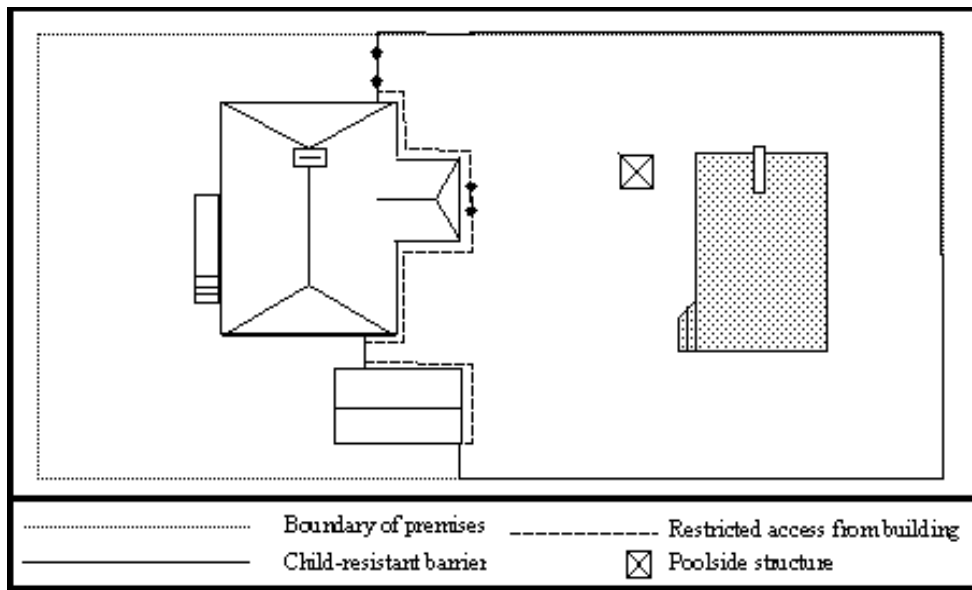 Boundary of premises
Restricted access from building
Child-resistant barrier
Poolside structure